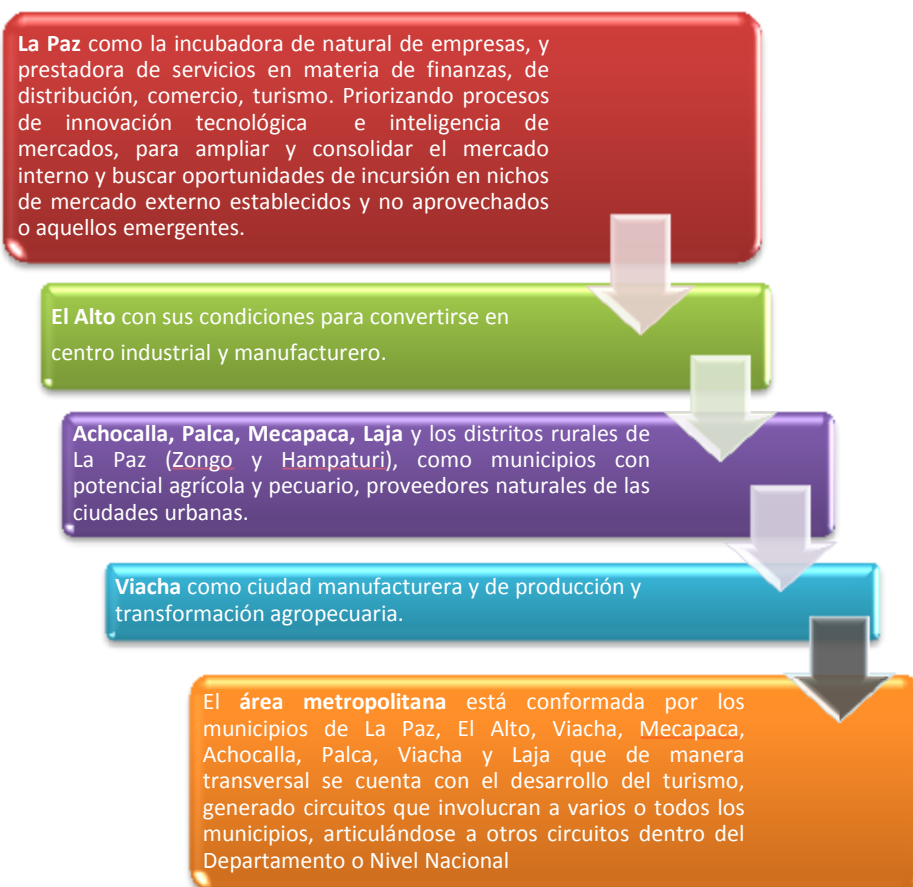 La Paz como la incubadora de natural de empresas, y
prestadora de servicios en materia de finanzas, de
distribución, comercio, turismo. Priorizando procesos
de innovación tecnológica e inteligencia de
mercados, para ampliar y consolidar el mercado
interno y buscar oportunidades de incursión en nichos
de mercado externo establecidos y no aprovechados
o aquellos emergentes.
El Alto con sus condiciones para convertirse en
centro industrial y manufacturero.
Achocalla, Palca, Mecapaca, Laja y los distritos rurales de
La Paz (Zongo y Hampaturi), como municipios con
potencial agrícola y pecuario, proveedores naturales de las
ciudades urbanas.
Viacha como ciudad manufacturera y de producción y
transformación agropecuaria.
El área metropolitana está conformada por los
municipios de La Paz, El Alto, Viacha, Mecapaca,
Achocalla, Palca, Viacha y Laja que de manera
transversal se cuenta con el desarrollo del turismo,
generado circuitos que involucran a varios o todos los
municipios, articulándose a otros circuitos dentro del
Departamento o Nivel Nacional